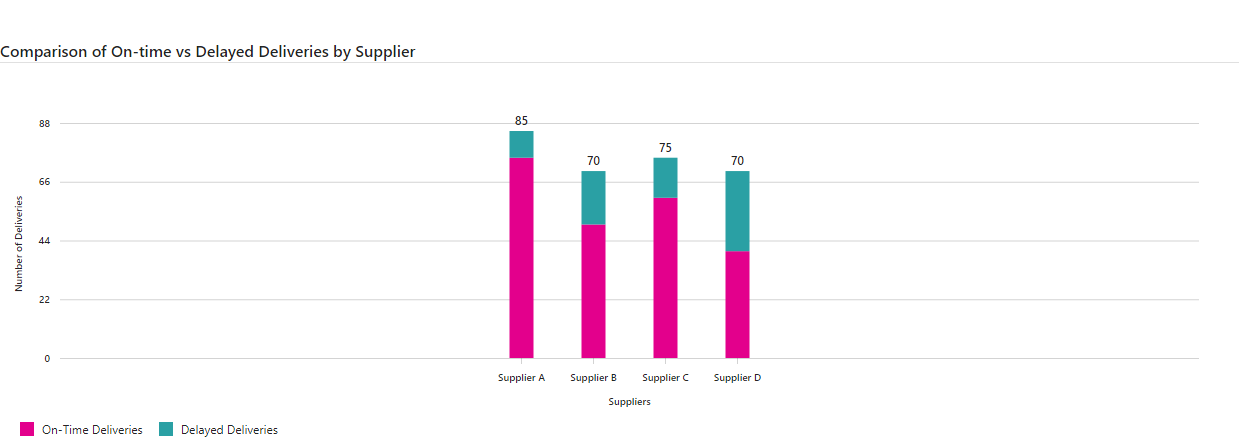 Comparison of On-time vs Delayed Deliveries by Supplier
88
66
44
22
0
Number of Deliveries
85
70
75
70
Supplier A
Supplier B
Supplier C
Supplier D
Suppliers
On-Time Deliveries
Delayed Deliveries